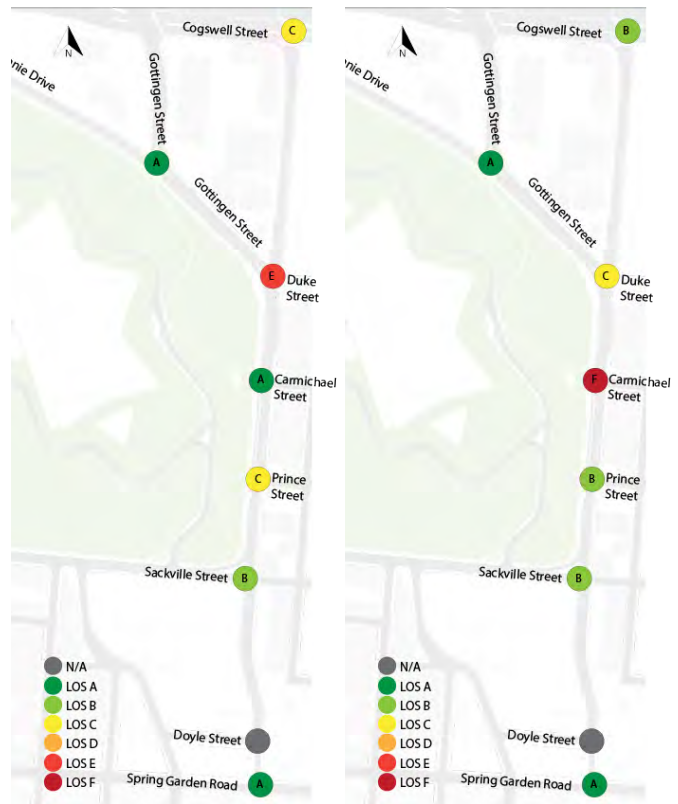 Cogswell Street
C
N
Gottingen Street
nie Drive
A
Gottingen Street
E
Duke
Street
A
Carmichael
Street
C
Prince
Street
Sackville Street
B
N/A
LOS A
LOS B
LOS C
LOS D
LOS E
LOS F
Doyle Street
Spring Garden Road
A
Cogswell Street
B
N
Gottingen Street
nie Drive
A
Gottingen Street
C
Duke
Street
F
Carmichael
Street
B
Prince
Street
Sackville Street
B
N/A
LOS A
LOS B
LOS C
LOS D
LOS E
LOS F
Doyle Street
Spring Garden Road
A